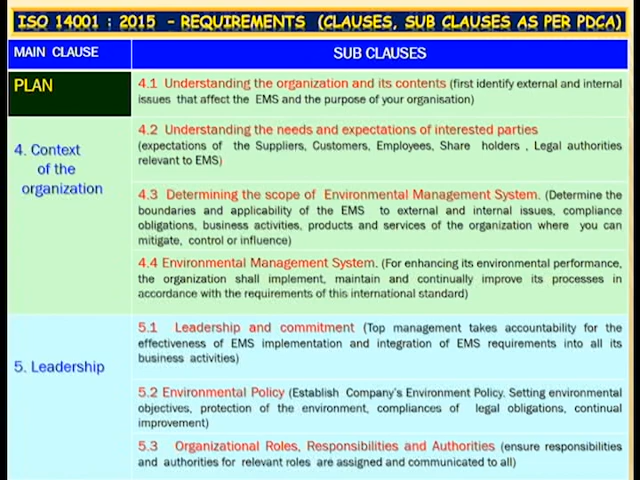 ISO 14001 : 2015 – REQUIREMENTS (CLAUSES, SUB CLAUSES AS PER PDCA)
MAIN CLAUSE
SUB CLAUSES
PLAN
4.1 Understanding the organization and its contents (first identify external and internal
issues that affect the EMS and the purpose of your organisation)
4. Context
of the
organization
4.2 Understanding the needs and expectations of interested parties
(expectations of the Suppliers, Customers, Employees, Share holders , Legal authorities
relevant to EMS)
4.3 Determining the scope of Environmental Management System. (Determine the
boundaries and applicability of the EMS to external and internal issues, compliance
obligations, business activities, products and services of the organization where you can
mitigate, control or influence)
4.4 Environmental Management System. (For enhancing its environmental performance,
the organization shall implement, maintain and continually improve its processes in
accordance with the requirements of this international standard)
5. Leadership
5.1 Leadership and commitment (Top management takes accountability for the
effectiveness of EMS implementation and integration of EMS requirements into all its
business activities)
5.2 Environmental Policy (Establish Company's Environment Policy. Setting environmental
objectives, protection of the environment, compliances of legal obligations, continual
improvement)
5.3 Organizational Roles, Responsibilities and Authorities (ensure responsibilities
and authorities for relevant roles are assigned and communicated to all)